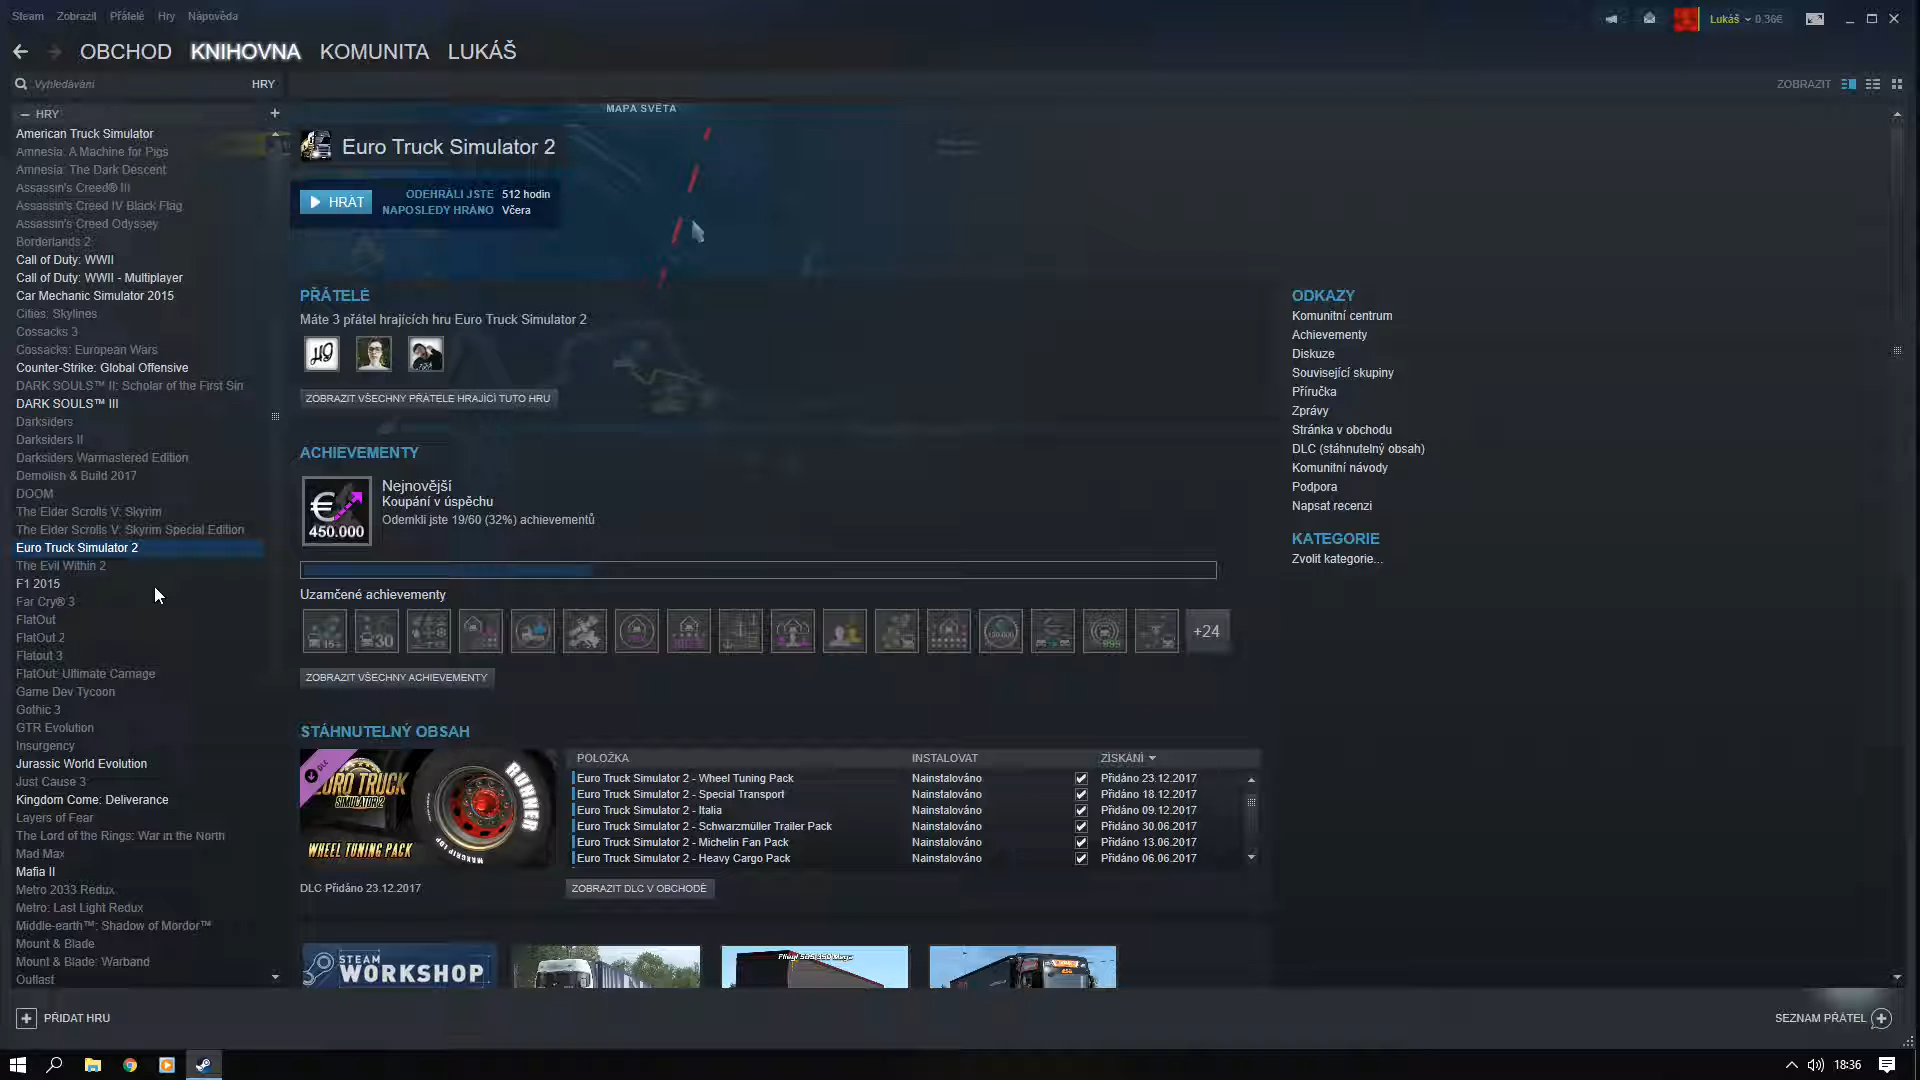 Steam Zobrazil Přátelé Hry Nápověda
Lukáš 0,36€
OBCHOD KNIHOVNA KOMUNITA LUKÁŠ
Vyhledávání HRY
ZOBRAZIT
HRY
American Truck Simulator
Amnesia: A Machine for Pigs
Amnesia: The Dark Descent
Assassin's Creed® III
Assassin's Creed IV Black Flag
Assassin's Creed Odyssey
Borderlands 2
Call of Duty: WWII
Call of Duty: WWII - Multiplayer
Car Mechanic Simulator 2015
Cities: Skylines
Cossacks 3
Cossacks: European Wars
Counter-Strike: Global Offensive
DARK SOULS™ II: Scholar of the First Sin
DARK SOULS™ III
Darksiders
Darksiders II
Darksiders Warmastered Edition
Demolish & Build 2017
DOOM
The Elder Scrolls V: Skyrim
The Elder Scrolls V: Skyrim Special Edition
Euro Truck Simulator 2
The Evil Within 2
F1 2015
Far Cry® 3
FlatOut
FlatOut 2
Flatout 3
FlatOut: Ultimate Carnage
Game Dev Tycoon
Gothic 3
GTR Evolution
Insurgency
Jurassic World Evolution
Just Cause 3
Kingdom Come: Deliverance
Layers of Fear
The Lord of the Rings: War in the North
Mad Max
Mafia II
Metro 2033 Redux
Metro: Last Light Redux
Middle-earth™: Shadow of Mordor™
Mount & Blade
Mount & Blade: Warband
Outlast
PŘIDAT HRU
MAPA SVĚTA
Euro Truck Simulator 2
HRÁT
ODEHRÁLI JSTE 512 hodin
NAPOSLEDY HRÁNO Včera
PŘÁTELÉ
Máte 3 přátel hrajících hru Euro Truck Simulator 2
ZOBRAZIT VŠECHNY PŘÁTELE HRAJÍCÍ TUTO HRU
ACHIEVEMENTY
450.000
Nejnovější
Koupání v úspěchu
Odemkli jste 19/60 (32%) achievementů
Uzamčené achievementy
+24
ZOBRAZIT VŠECHNY ACHIEVEMENTY
STÁHNUTELNÝ OBSAH
DLC
EURO TRUCK
SIMULATOR 2
RUNNER
WHEEL TUNING PACK
DLC Přidáno 23.12.2017
POLOŽKA INSTALOVAT ZÍSKÁNÍ
Euro Truck Simulator 2 - Wheel Tuning Pack Nainstalováno Přidáno 23.12.2017
Euro Truck Simulator 2 - Special Transport Nainstalováno Přidáno 18.12.2017
Euro Truck Simulator 2 - Italia Nainstalováno Přidáno 09.12.2017
Euro Truck Simulator 2 - Schwarzmüller Trailer Pack Nainstalováno Přidáno 30.06.2017
Euro Truck Simulator 2 - Michelin Fan Pack Nainstalováno Přidáno 13.06.2017
Euro Truck Simulator 2 - Heavy Cargo Pack Nainstalováno Přidáno 06.06.2017
ZOBRAZIT DLC V OBCHODĚ
STEAM
WORKSHOP
ODKAZY
Komunitní centrum
Achievementy
Diskuze
Související skupiny
Příručka
Zprávy
Stránka v obchodu
DLC (stáhnutelný obsah)
Komunitní návody
Podpora
Napsat recenzi
KATEGORIE
Zvolit kategorie...
SEZNAM PŘÁTEL
18:36